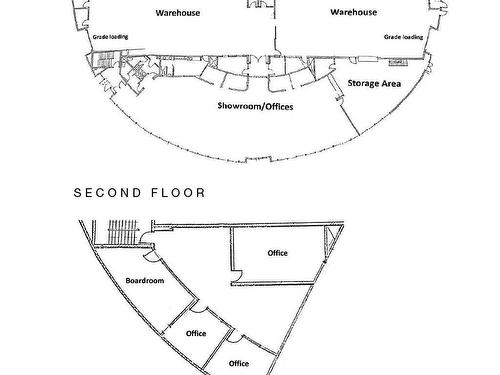 Warehouse
Warehouse
Grade loading
Grade loading
Storage Area
Showroom/Offices
SECOND FLOOR
Office
Boardroom
Office
Office